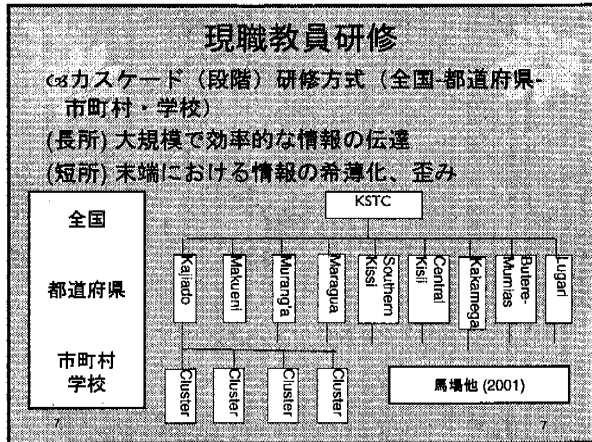 現職教員研修
カスケード（段階）研修方式（全国-都道府県-
市町村・学校）
(長所) 大規模で効率的な情報の伝達
(短所) 末端における情報の希薄化、歪み
全国
都道府県
市町村
学校
KSTC
Kajiado
Makueni
Murang'a
Maragua
Southern
Kissi
Central
Kisii
Kakamega
Butere-
Mumias
Lugari
Cluster
Cluster
Cluster
Cluster
馬場他 (2001)
7
7